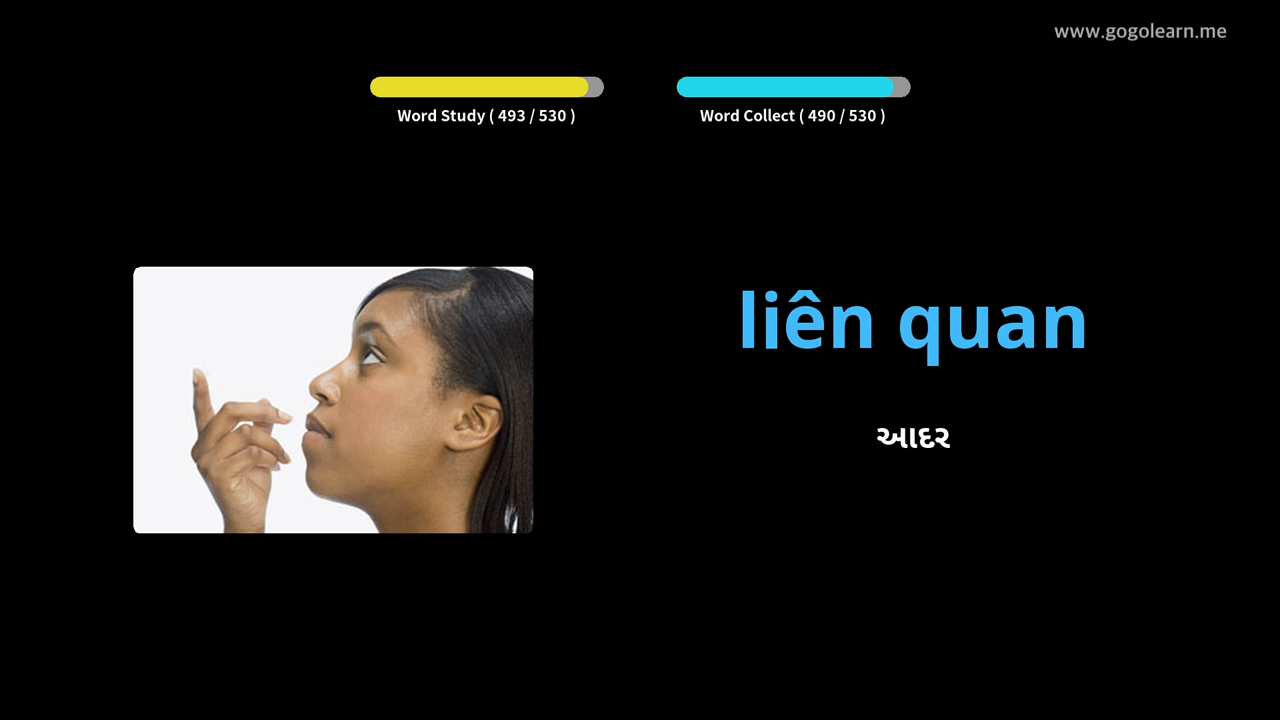 www.gogolearn.me
Word Study ( 493 / 530 )
Word Collect ( 490 / 530 )
liên quan
આદર